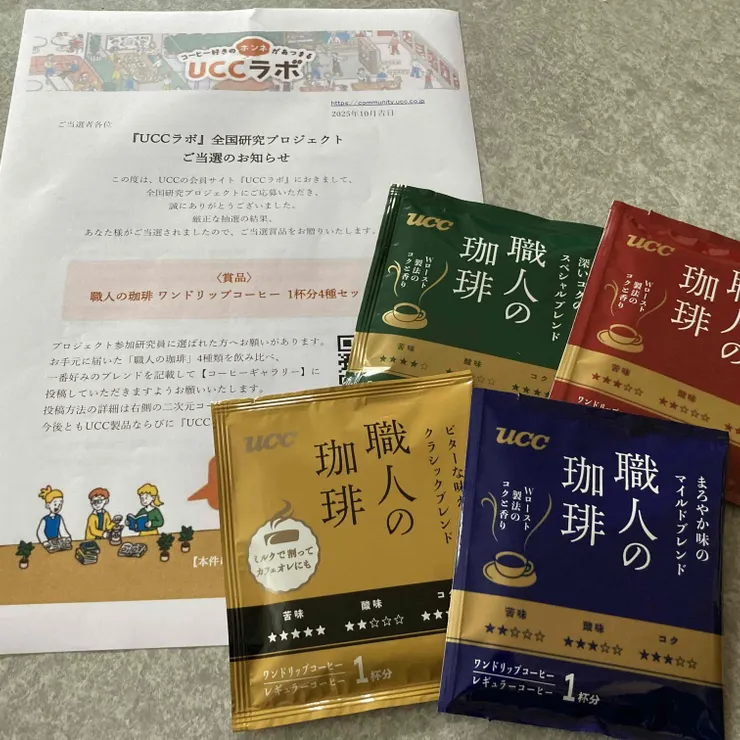 コーヒー好きのホンネがあつまる
UCCラボ
https://community.ucc.co.jp
2025年10月吉日
ご当選者各位
『UCCラボ』全国研究プロジェクト
ご当選のお知らせ
この度は、UCCの会員サイト『UCCラボ』におきまして、
全国研究プロジェクトにご応募いただき、
誠にありがとうございました。
厳正な抽選の結果、
あなた様がご当選されましたので、ご当選賞品をお贈りいたします。
〈賞品〉
職人の珈琲 ワンドリップコーヒー 1杯分4種セッ
プロジェクト参加研究員に選ばれた方へお願いがあります。
お手元に届いた「職人の珈琲」4種類を飲み比べ、
一番好みのブレンドを記載して【コーヒーギャラリー】に
投稿していただきますようお願いいたします。
投稿方法の詳細は右側の二次元コ
今後ともUCC製品ならびに『UCC
【本件
UCC
職人の
珈琲
深いコクの
スペシャルブレンド
Wロースト
製法の
コクと香り
苦味
★★★★☆
酸味
コク
UCC
職人の
珈琲
Wロースト
製法の
コクと香り
苦味
★★★☆☆
酸味
ワンドリップコーヒー
UCC
職人の
珈琲
ビターな味
クラシックブレンド
ミルクで割って
カフェオレにも
苦味
★★★★★
酸味
★★☆☆☆
コク
ワンドリップコーヒー
レギュラーコーヒー
1杯分
UCC
職人の
珈琲
まろやか味の
マイルドブレンド
Wロースト
製法の
コクと香り
苦味
★★☆☆☆
酸味
★★★☆☆
コク
★★★☆☆
ワンドリップコーヒー
レギュラーコーヒー
1杯分